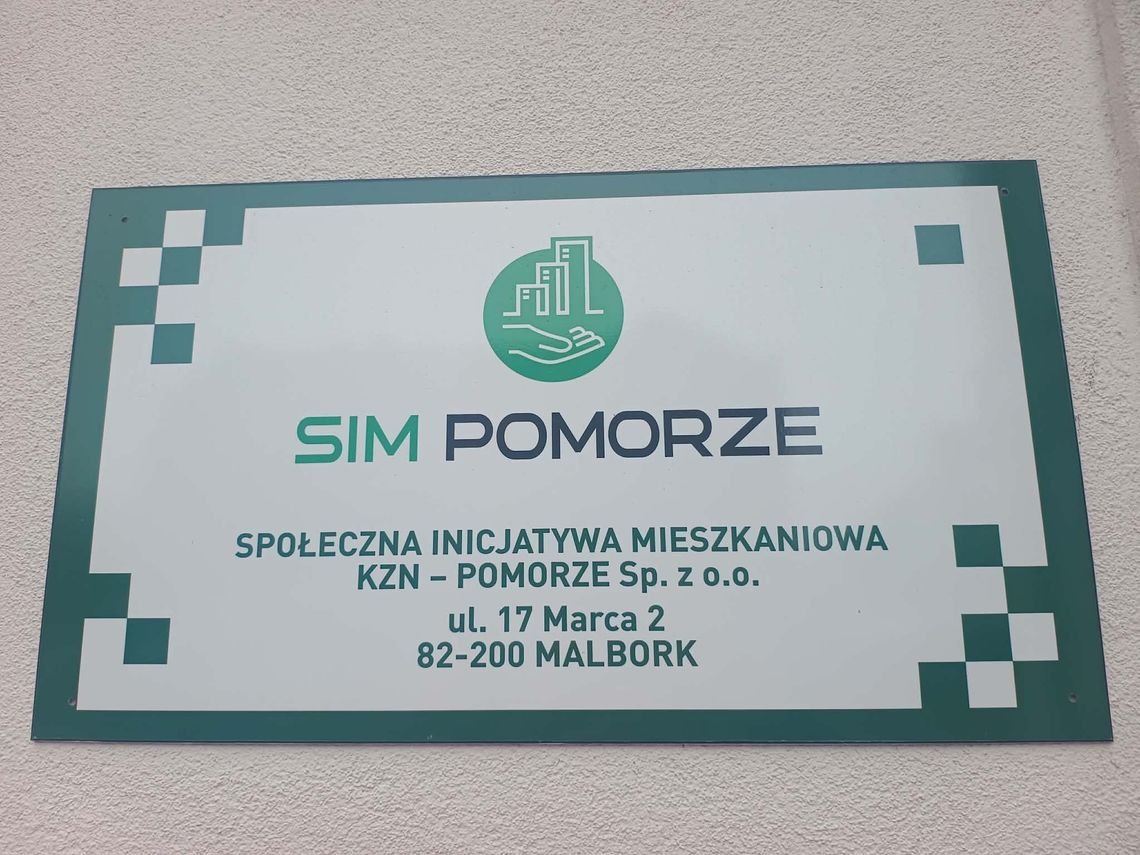 SIM POMORZE
SPOŁECZNA INICJATYWA MIESZKANIOWA
KZN – POMORZE Sp. z o.o.
ul. 17 Marca 2
82-200 MALBORK